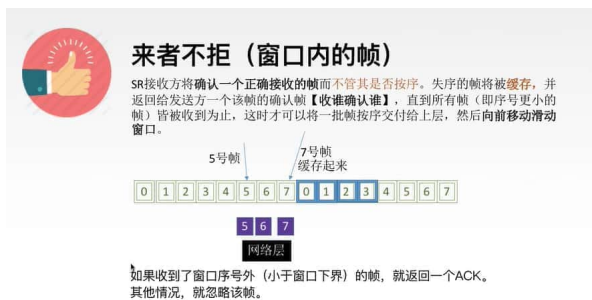 来者不拒（窗口内的帧）
SR接收方将确认一个正确接收的帧而不管其是否按序。失序的帧将被缓存，并
返回给发送方一个该帧的确认帧【收谁确认谁】，直到所有帧（即序号更小的
帧）皆被收到为止，这时才可以将一批帧按序交付给上层，然后向前移动滑动
窗口。
5号帧
7号帧
缓存起来
0 1 2 3 4 5 6 7 0 1 2 3 4 5 6 7
5 6 7
网络层
如果收到了窗口序号外（小于窗口下界）的帧，就返回一个ACK。
其他情况，就忽略该帧。